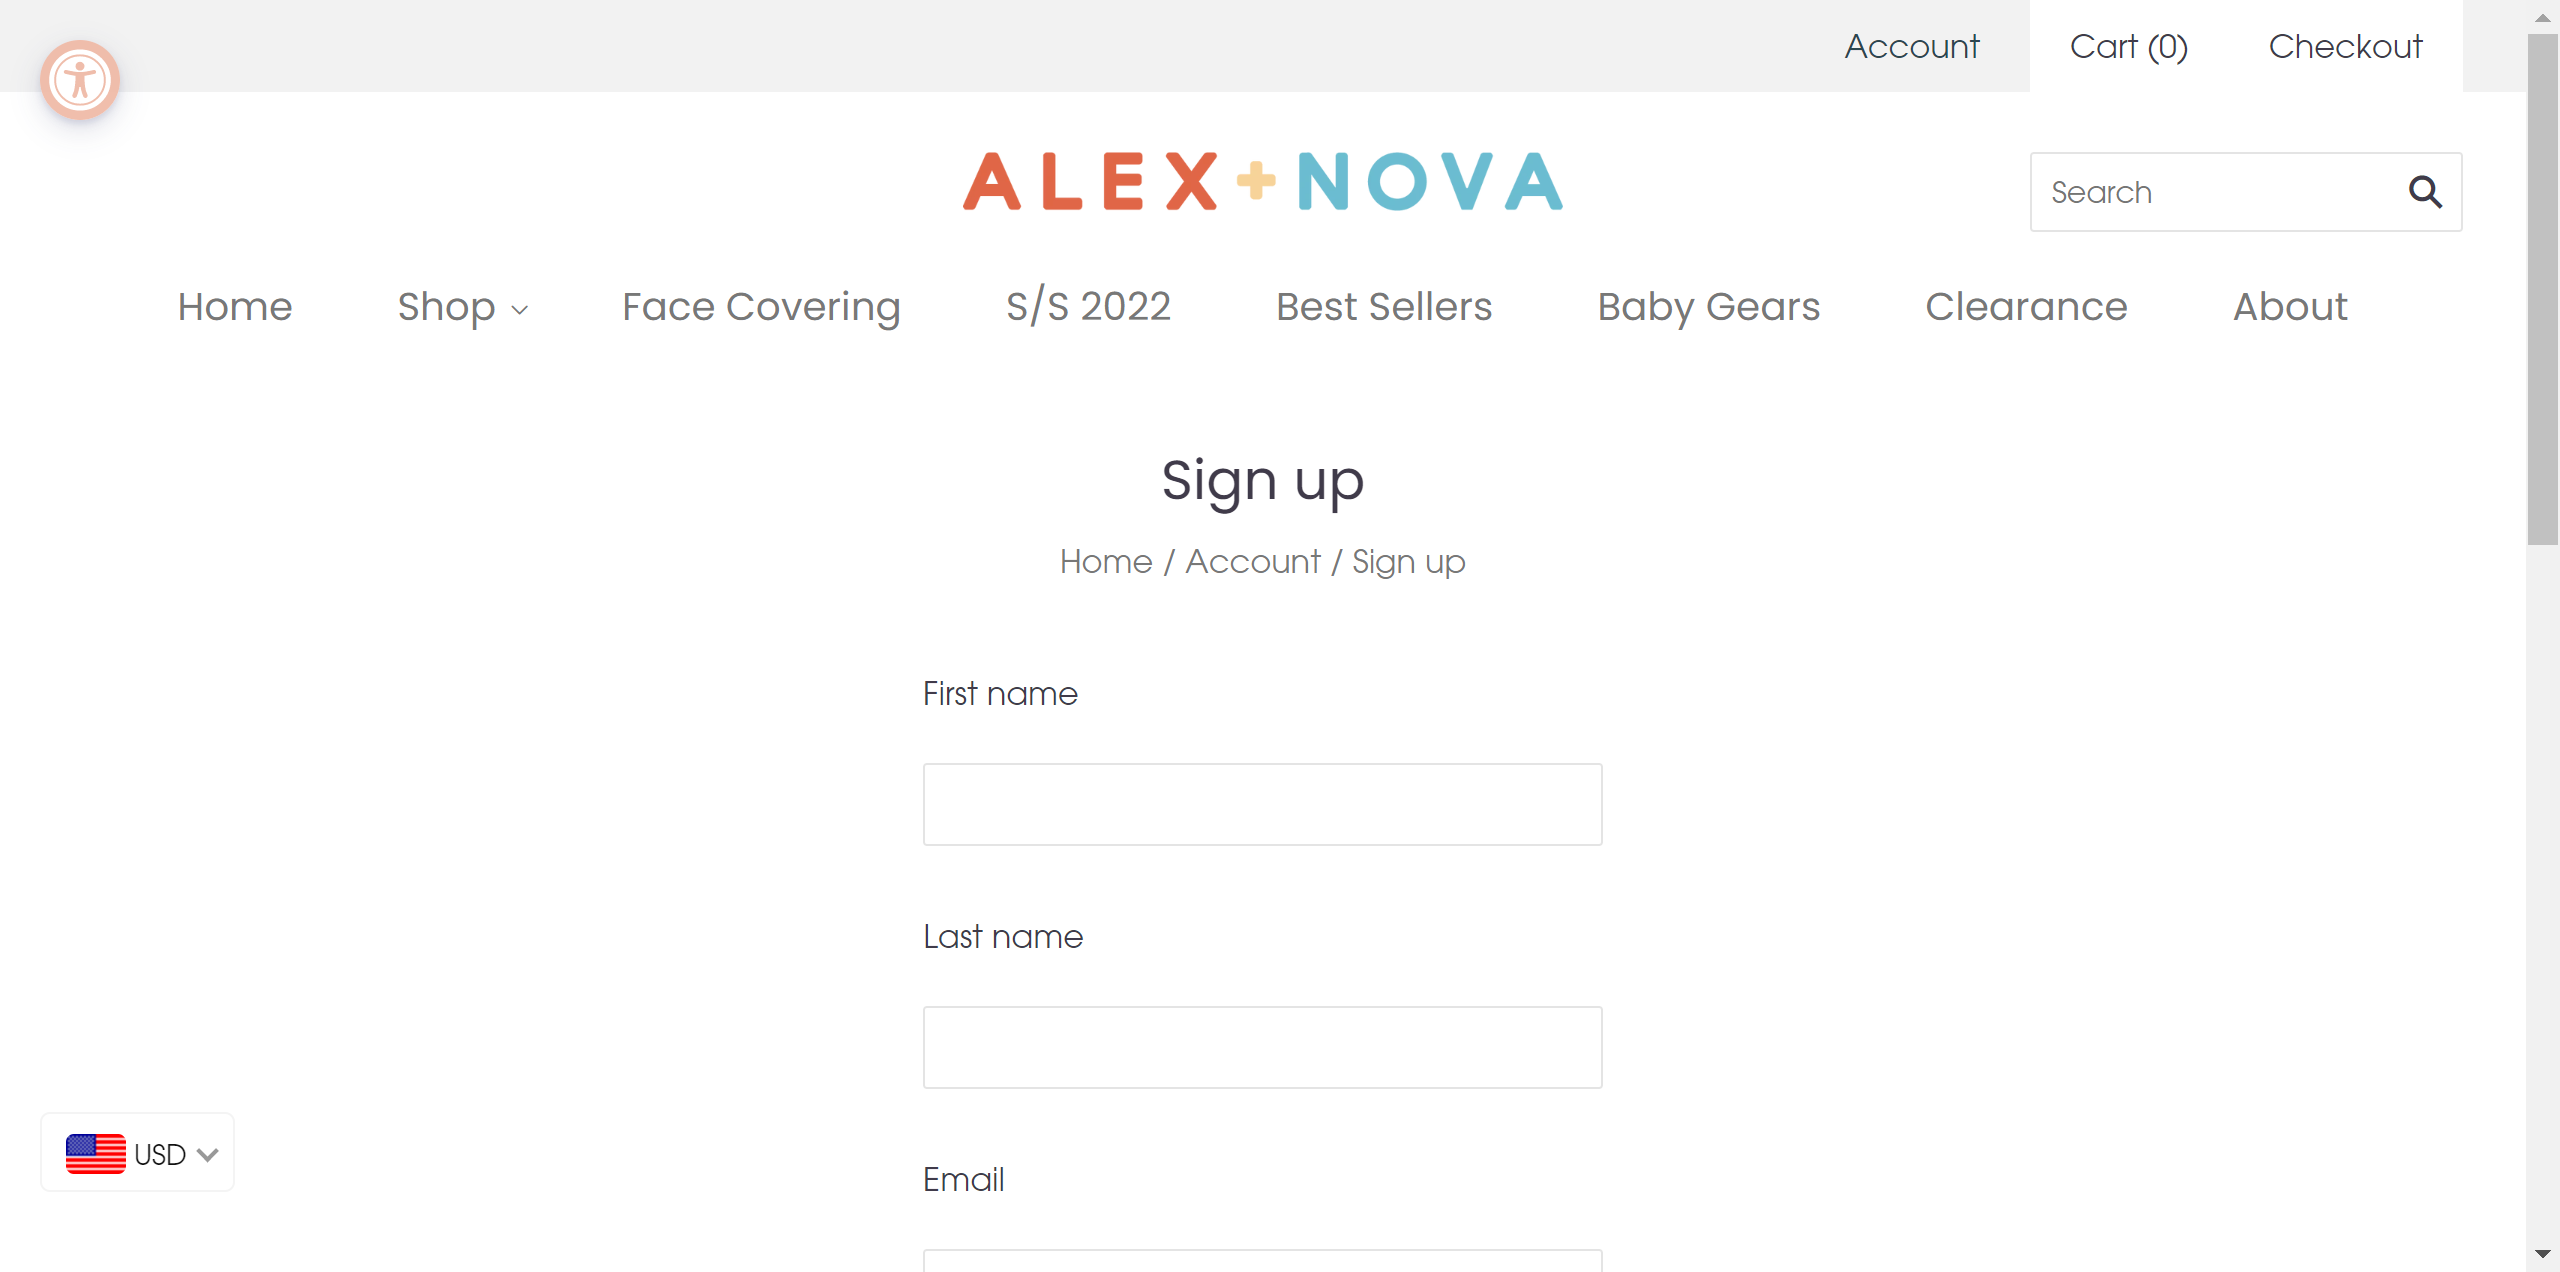 Account Cart (0) Checkout
ALEX+NOVA
Search
Home Shop Face Covering S/S 2022 Best Sellers Baby Gears Clearance About
Sign up
Home / Account / Sign up
First name
Last name
Email
USD